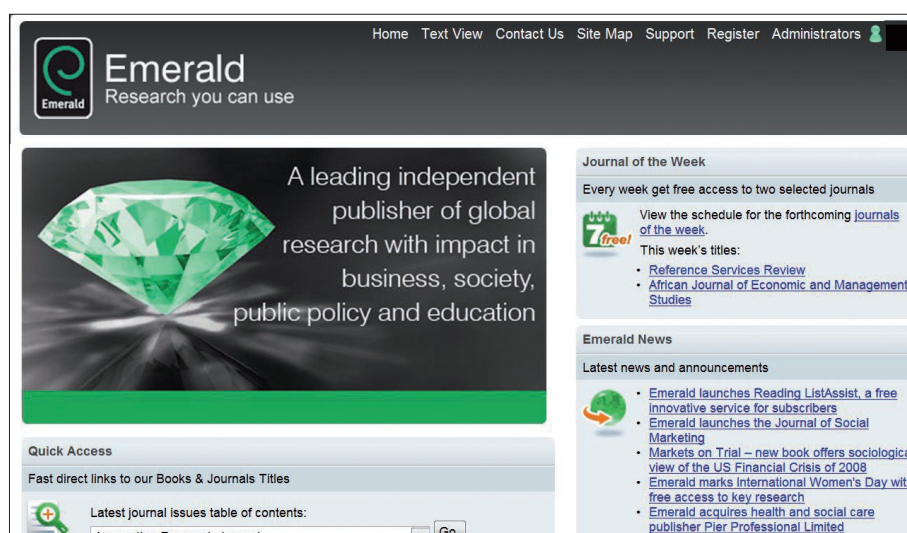 Home Text View Contact Us Site Map Support Register Administrators
Emerald
Emerald
Research you can use
A leading independent
publisher of global
research with impact in
business, society,
public policy and education
Journal of the Week
Every week get free access to two selected journals
7 free!
View the schedule for the forthcoming journals
of the week.
This week's titles:
• Reference Services Review
• African Journal of Economic and Management
Studies
Emerald News
Latest news and announcements
• Emerald launches Reading ListAssist, a free
innovative service for subscribers
• Emerald launches the Journal of Social
Marketing
• Markets on Trial – new book offers sociologica
view of the US Financial Crisis of 2008
• Emerald marks International Women's Day wit
free access to key research
• Emerald acquires health and social care
publisher Pier Professional Limited
Quick Access
Fast direct links to our Books & Journals Titles
Latest journal issues table of contents:
Go